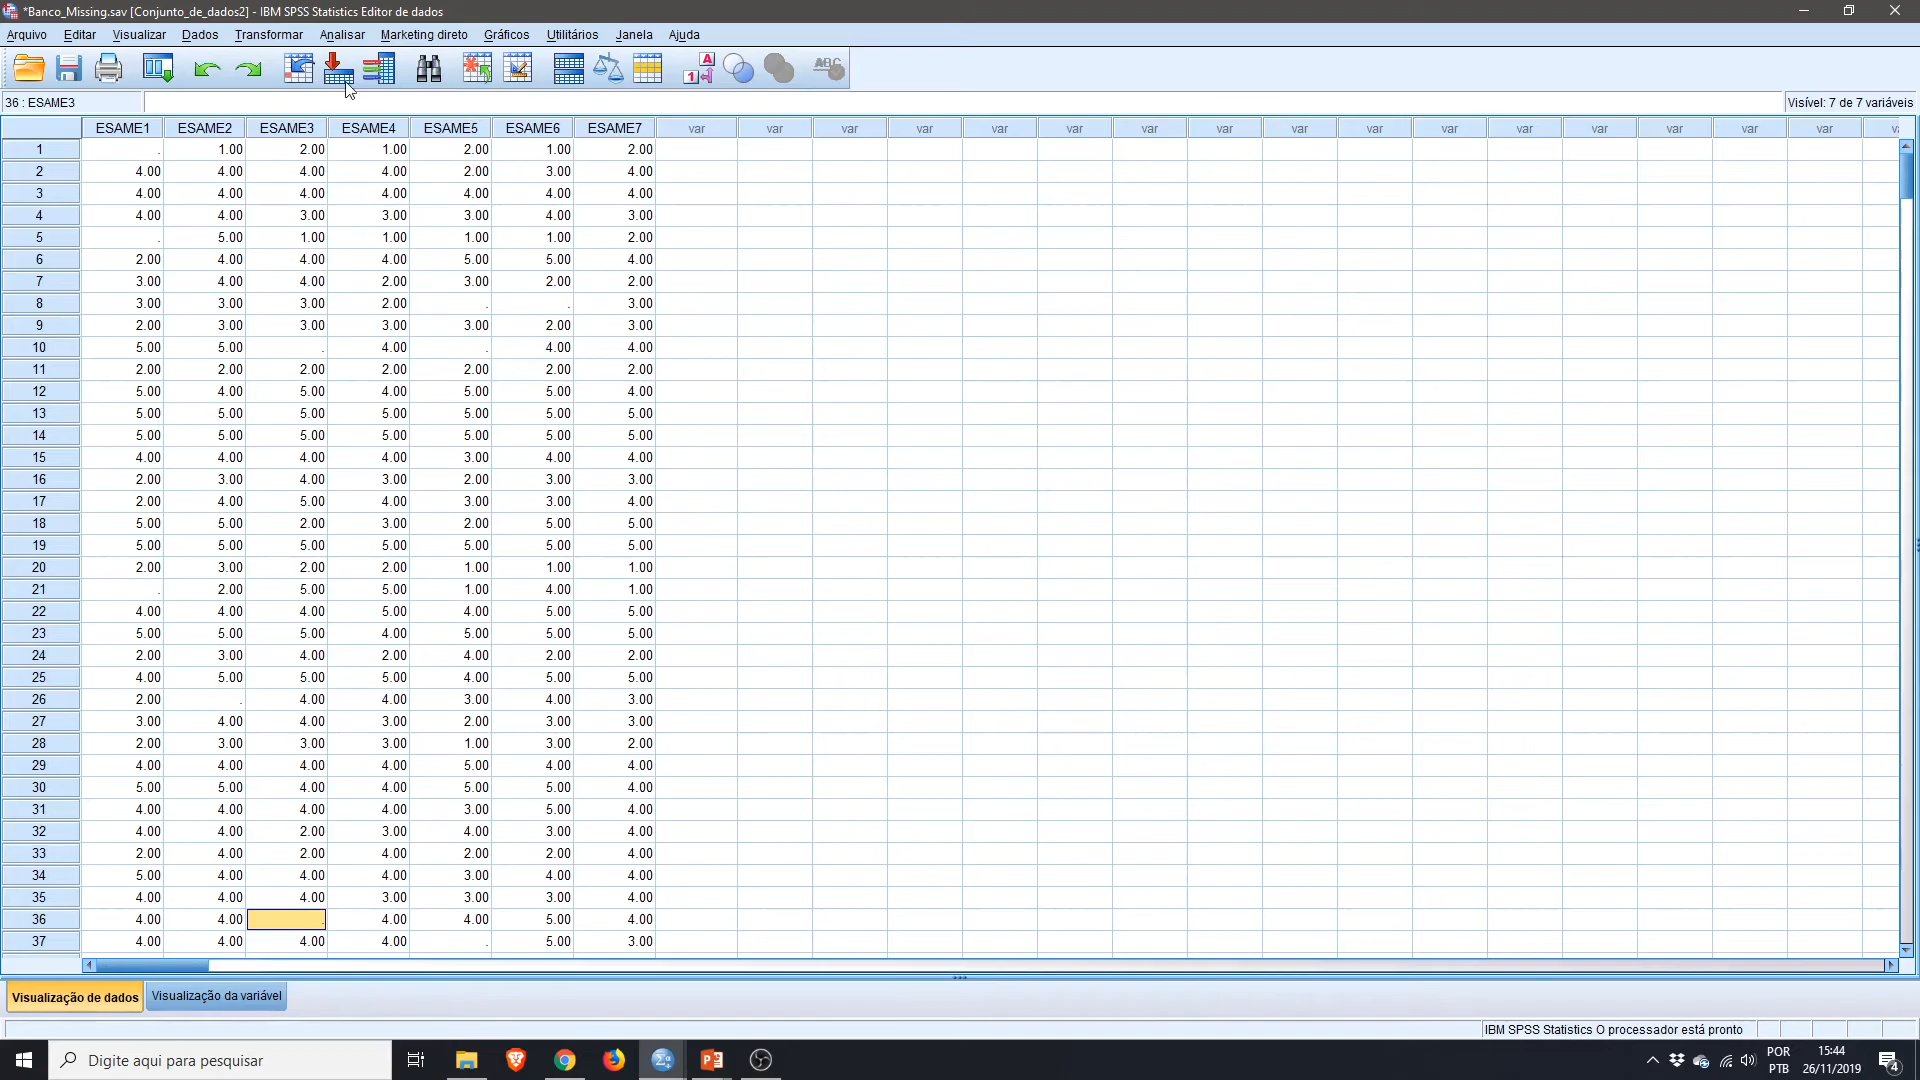 *Banco_Missing.sav [Conjunto_de_dados2] - IBM SPSS Statistics Editor de dados
Arquivo Editar Visualizar Dados Transformar Analisar Marketing direto Gráficos Utilitários Janela Ajuda
36 : ESAME3 Visível: 7 de 7 variáveis
ESAME1 ESAME2 ESAME3 ESAME4 ESAME5 ESAME6 ESAME7 var var var var var var var var var var var var var var var var
1 . 1.00 2.00 1.00 2.00 1.00 2.00
2 4.00 4.00 4.00 4.00 2.00 3.00 4.00
3 4.00 4.00 4.00 4.00 4.00 4.00 4.00
4 4.00 4.00 3.00 3.00 3.00 4.00 3.00
5 . 5.00 1.00 1.00 1.00 1.00 2.00
6 2.00 4.00 4.00 4.00 5.00 5.00 4.00
7 3.00 4.00 4.00 2.00 3.00 2.00 2.00
8 3.00 3.00 3.00 2.00 . . 3.00
9 2.00 3.00 3.00 3.00 3.00 2.00 3.00
10 5.00 5.00 . 4.00 . 4.00 4.00
11 2.00 2.00 2.00 2.00 2.00 2.00 2.00
12 5.00 4.00 5.00 4.00 5.00 5.00 4.00
13 5.00 5.00 5.00 5.00 5.00 5.00 5.00
14 5.00 5.00 5.00 5.00 5.00 5.00 5.00
15 4.00 4.00 4.00 4.00 3.00 4.00 4.00
16 2.00 3.00 4.00 3.00 2.00 3.00 3.00
17 2.00 4.00 5.00 4.00 3.00 3.00 4.00
18 5.00 5.00 2.00 3.00 2.00 5.00 5.00
19 5.00 5.00 5.00 5.00 5.00 5.00 5.00
20 2.00 3.00 2.00 2.00 1.00 1.00 1.00
21 . 2.00 5.00 5.00 1.00 4.00 1.00
22 4.00 4.00 4.00 5.00 4.00 5.00 5.00
23 5.00 5.00 5.00 4.00 5.00 5.00 5.00
24 2.00 3.00 4.00 2.00 4.00 2.00 2.00
25 4.00 5.00 5.00 5.00 4.00 5.00 5.00
26 2.00 . 4.00 4.00 3.00 4.00 3.00
27 3.00 4.00 4.00 3.00 2.00 3.00 3.00
28 2.00 3.00 3.00 3.00 1.00 3.00 2.00
29 4.00 4.00 4.00 4.00 5.00 4.00 4.00
30 5.00 5.00 4.00 4.00 5.00 5.00 4.00
31 4.00 4.00 4.00 4.00 3.00 5.00 4.00
32 4.00 4.00 2.00 3.00 4.00 3.00 4.00
33 2.00 4.00 2.00 4.00 2.00 2.00 4.00
34 5.00 4.00 4.00 4.00 3.00 4.00 4.00
35 4.00 4.00 4.00 3.00 3.00 3.00 4.00
36 4.00 4.00 . 4.00 4.00 5.00 4.00
37 4.00 4.00 4.00 4.00 . 5.00 3.00
Visualização de dados Visualização da variável
IBM SPSS Statistics O processador está pronto
Digite aqui para pesquisar
POR 15:44
PTB 26/11/2019
4